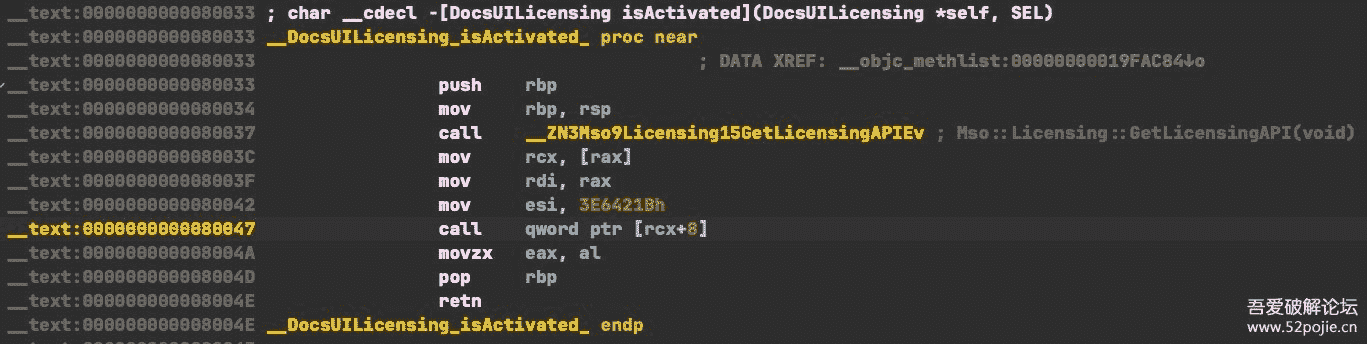 __text:0000000000080033 ; char __cdecl -[DocsUILicensing isActivated](DocsUILicensing *self, SEL)
__text:0000000000080033 __DocsUILicensing_isActivated_ proc near
__text:0000000000080033 ; DATA XREF: __objc_methlist:00000000019FAC84↓o
__text:0000000000080033 push rbp
__text:0000000000080034 mov rbp, rsp
__text:0000000000080037 call __ZN3Mso9Licensing15GetLicensingAPIEv ; Mso::Licensing::GetLicensingAPI(void)
__text:000000000008003C mov rcx, [rax]
__text:000000000008003F mov rdi, rax
__text:0000000000080042 mov esi, 3E6421Bh
__text:0000000000080047 call qword ptr [rcx+8]
__text:000000000008004A movzx eax, al
__text:000000000008004D pop rbp
__text:000000000008004E retn
__text:000000000008004E __DocsUILicensing_isActivated_ endp
吾爱破解论坛
www.52pojie.cn